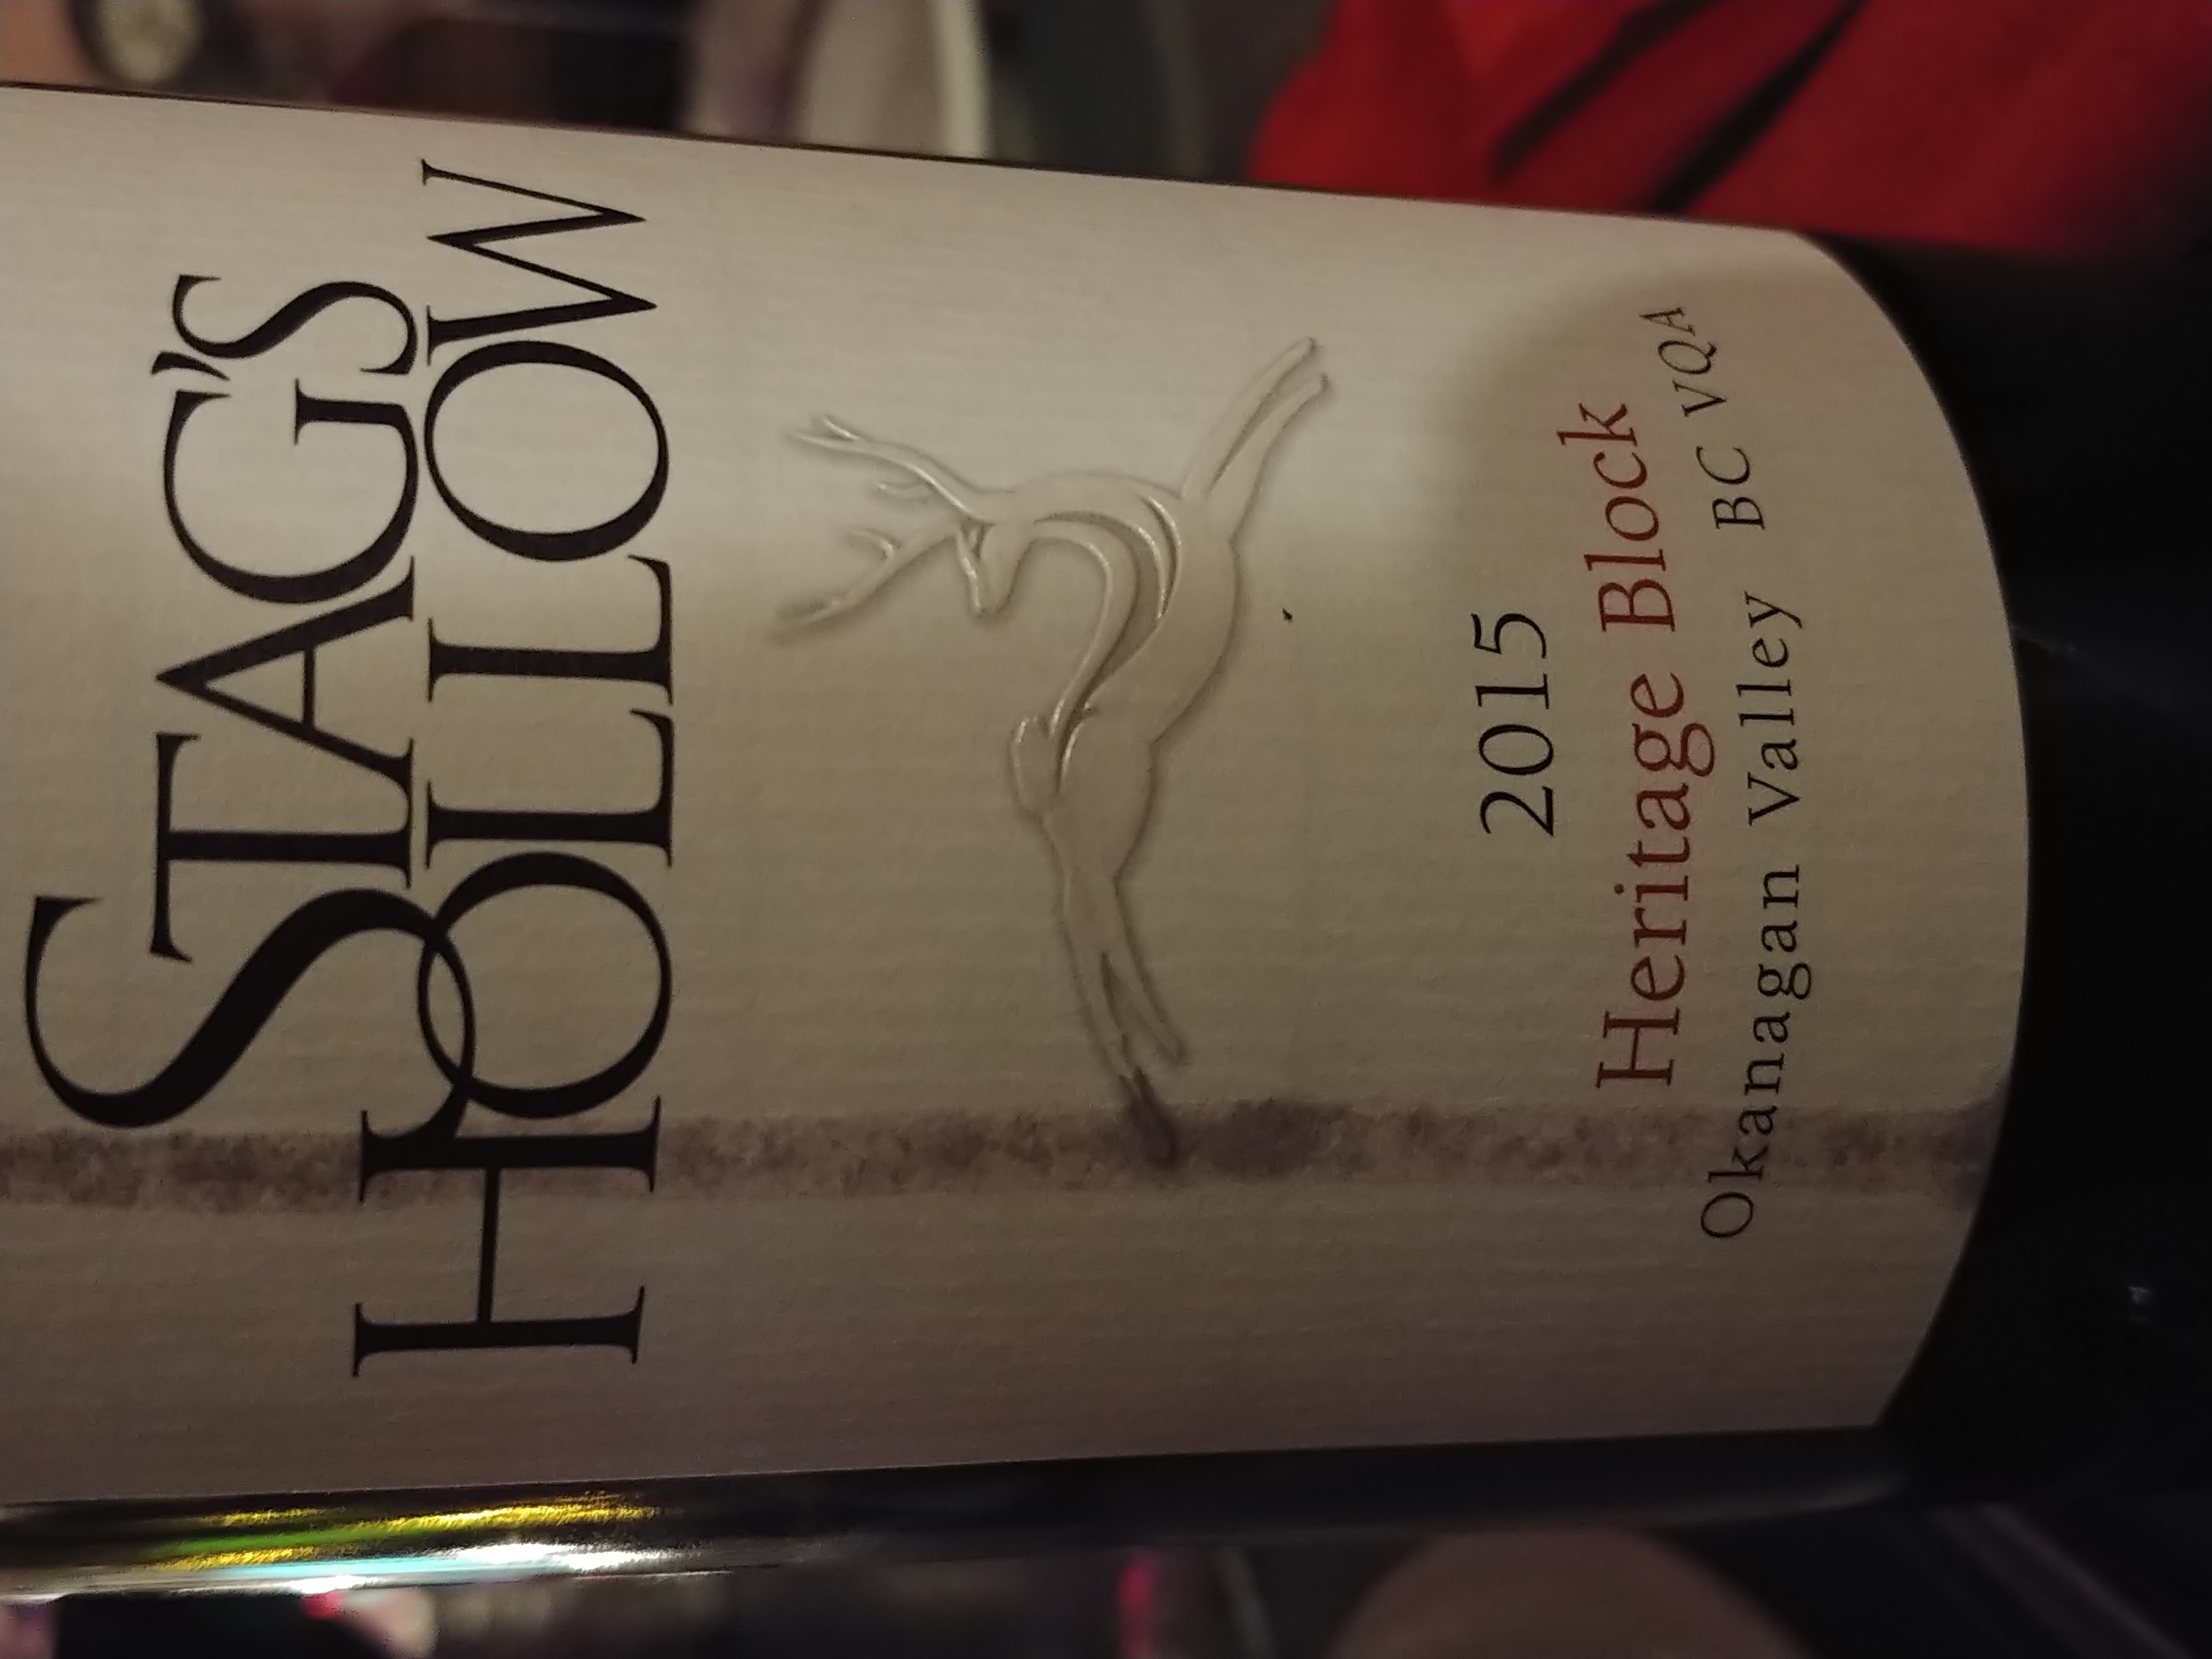 STAG'S
HOLLOW
2015
Heritage Block
Okanagan Valley BC VQA